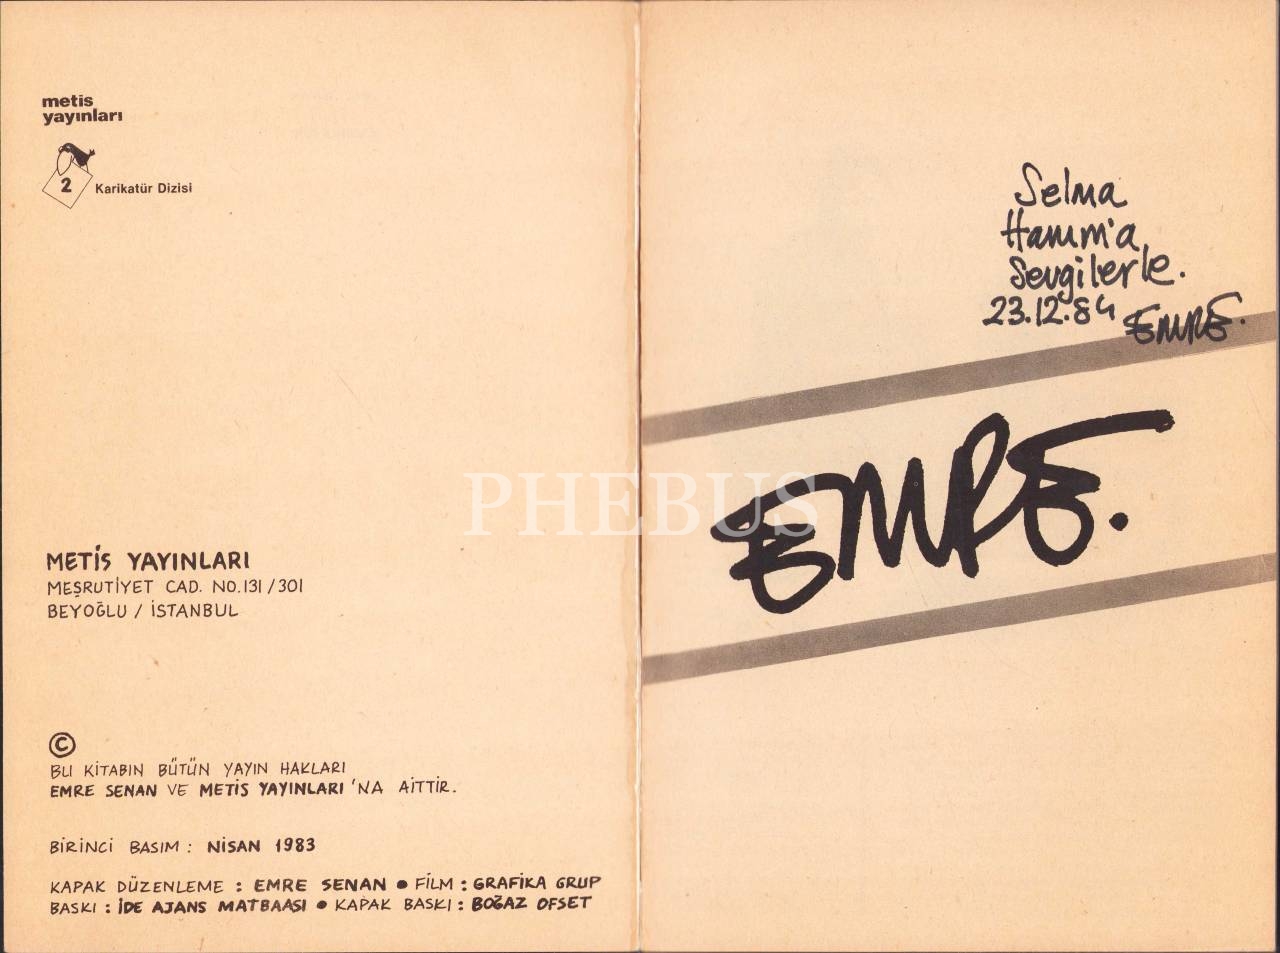 metis
yayınları
2
Karikatür Dizisi
METİS YAYINLARI
MEŞRUTİYET CAD. NO.131/301
BEYOĞLU / İSTANBUL
©
BU KİTABIN BÜTÜN YAYIN HAKLARI
EMRE SENAN VE METİS YAYINLARI'NA AİTTİR.
BİRİNCİ BASIM : NİSAN 1983
KAPAK DÜZENLEME : EMRE SENAN • FİLM : GRAFİKA GRUP
BASKI : İDE AJANS MATBAASI • KAPAK BASKI : BOĞAZ OFSET
Selma
Hanım'a
Sevgilerle.
23.12.84
EMRE.
EMRE.
PHEBUS